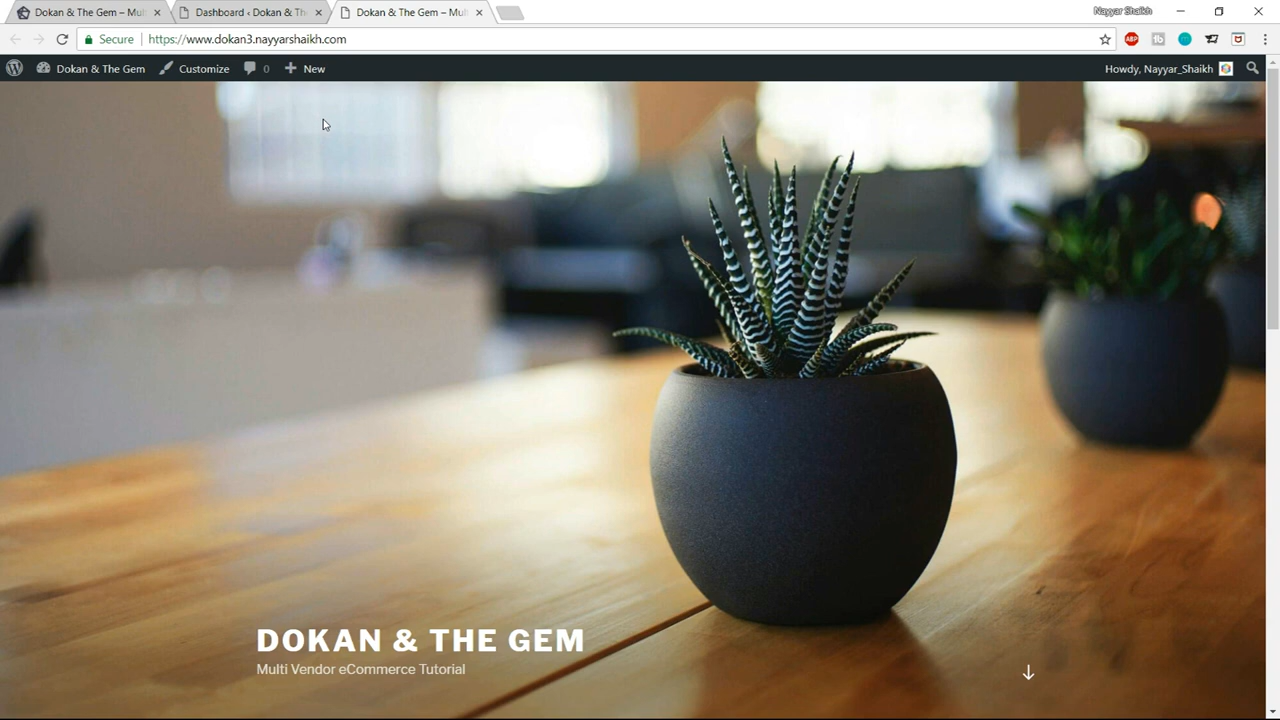 Dokan & The Gem – Mul
Dashboard ‹ Dokan & Th
Dokan & The Gem – Mul
Nayyar Shaikh
Secure
https://www.dokan3.nayyarshaikh.com
ABP
Dokan & The Gem
Customize
0
New
Howdy, Nayyar_Shaikh
DOKAN & THE GEM
Multi Vendor eCommerce Tutorial